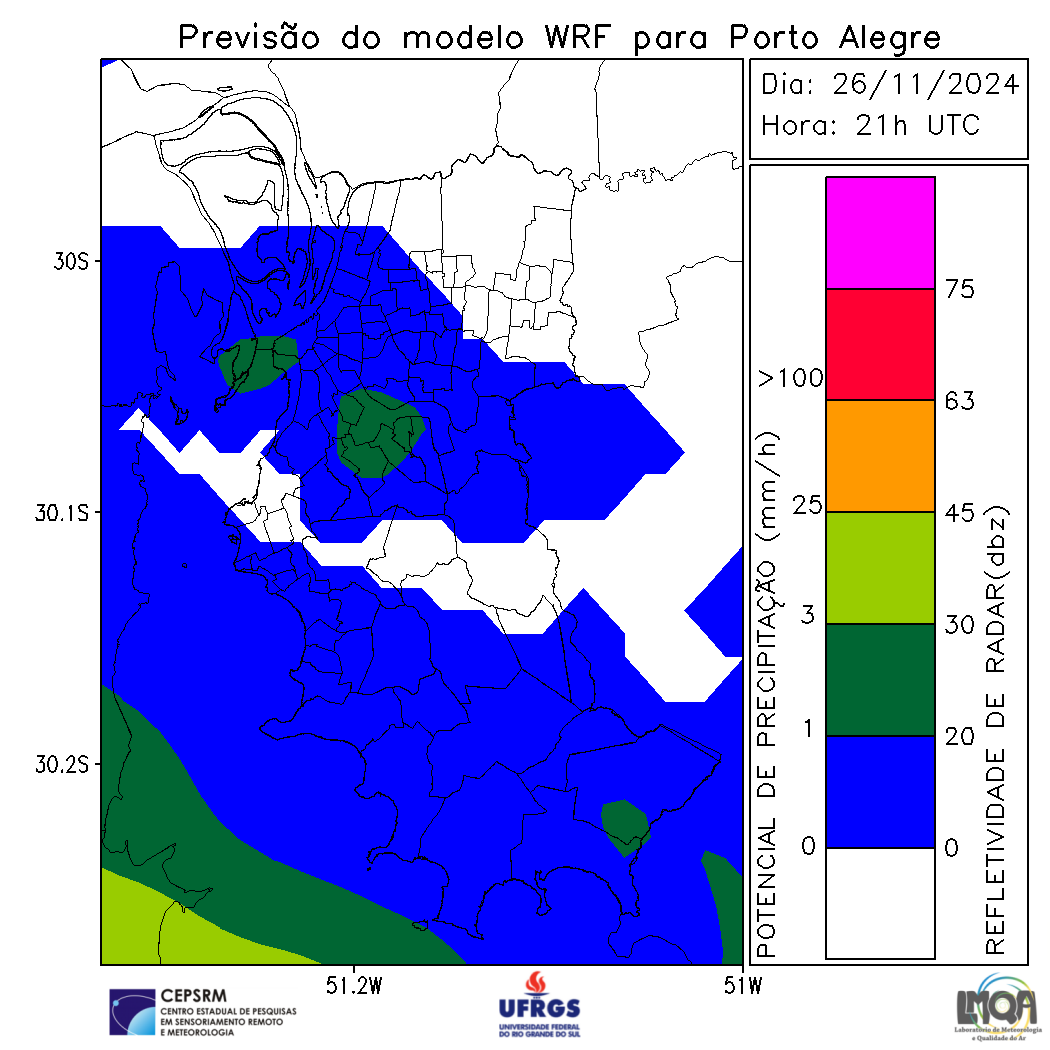 Previsão do modelo WRF para Porto Alegre
Dia: 26/11/2024
Hora: 21h UTC
30S
30.1S
30.2S
51.2W
51W
POTENCIAL DE PRECIPITAÇÃO (mm/h)
>100
25
3
1
0
75
63
45
30
20
0
REFLETIVIDADE DE RADAR(dbz)
CEPSRM
CENTRO ESTADUAL DE PESQUISAS
EM SENSORIAMENTO REMOTO
E METEOROLOGIA
UFRGS
UNIVERSIDADE FEDERAL
DO RIO GRANDE DO SUL
LMQA
Laboratório de Meteorologia
e Qualidade do Ar